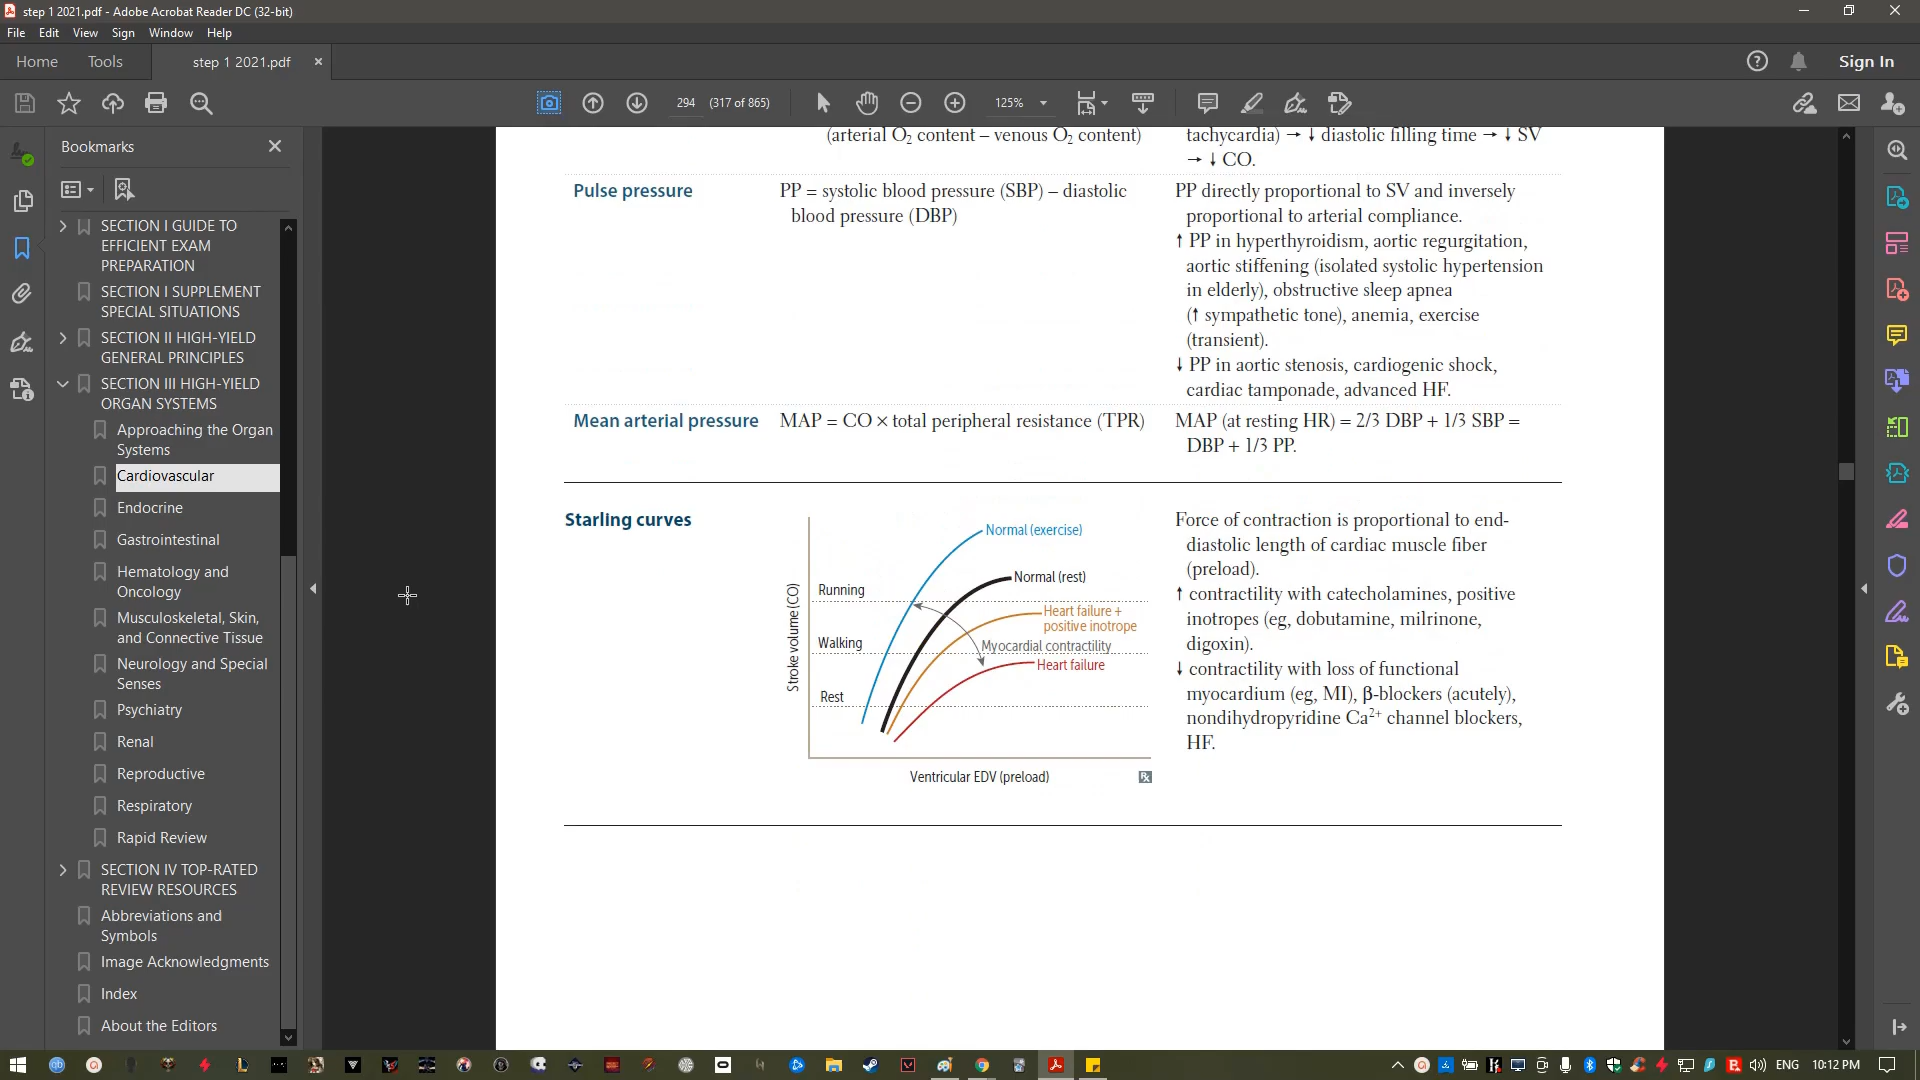 step 1 2021.pdf - Adobe Acrobat Reader DC (32-bit)
File Edit View Sign Window Help
Home Tools step 1 2021.pdf × Sign In
294 (317 of 865) 125%
Bookmarks
SECTION I GUIDE TO
EFFICIENT EXAM
PREPARATION
SECTION I SUPPLEMENT
SPECIAL SITUATIONS
SECTION II HIGH-YIELD
GENERAL PRINCIPLES
SECTION III HIGH-YIELD
ORGAN SYSTEMS
Approaching the Organ
Systems
Cardiovascular
Endocrine
Gastrointestinal
Hematology and
Oncology
Musculoskeletal, Skin,
and Connective Tissue
Neurology and Special
Senses
Psychiatry
Renal
Reproductive
Respiratory
Rapid Review
SECTION IV TOP-RATED
REVIEW RESOURCES
Abbreviations and
Symbols
Image Acknowledgments
Index
About the Editors
(arterial O₂ content – venous O₂ content)
tachycardia) → ↓ diastolic filling time → ↓ SV
→ ↓ CO.
Pulse pressure
PP = systolic blood pressure (SBP) – diastolic
blood pressure (DBP)
PP directly proportional to SV and inversely
proportional to arterial compliance.
↑ PP in hyperthyroidism, aortic regurgitation,
aortic stiffening (isolated systolic hypertension
in elderly), obstructive sleep apnea
(↑ sympathetic tone), anemia, exercise
(transient).
↓ PP in aortic stenosis, cardiogenic shock,
cardiac tamponade, advanced HF.
Mean arterial pressure
MAP = CO × total peripheral resistance (TPR)
MAP (at resting HR) = 2/3 DBP + 1/3 SBP =
DBP + 1/3 PP.
Starling curves
Stroke volume (CO)
Running
Walking
Rest
Normal (exercise)
Normal (rest)
Heart failure +
positive inotrope
Myocardial contractility
Heart failure
Ventricular EDV (preload)
Rx
Force of contraction is proportional to end-
diastolic length of cardiac muscle fiber
(preload).
↑ contractility with catecholamines, positive
inotropes (eg, dobutamine, milrinone,
digoxin).
↓ contractility with loss of functional
myocardium (eg, MI), β-blockers (acutely),
nondihydropyridine Ca²⁺ channel blockers,
HF.
ENG 10:12 PM